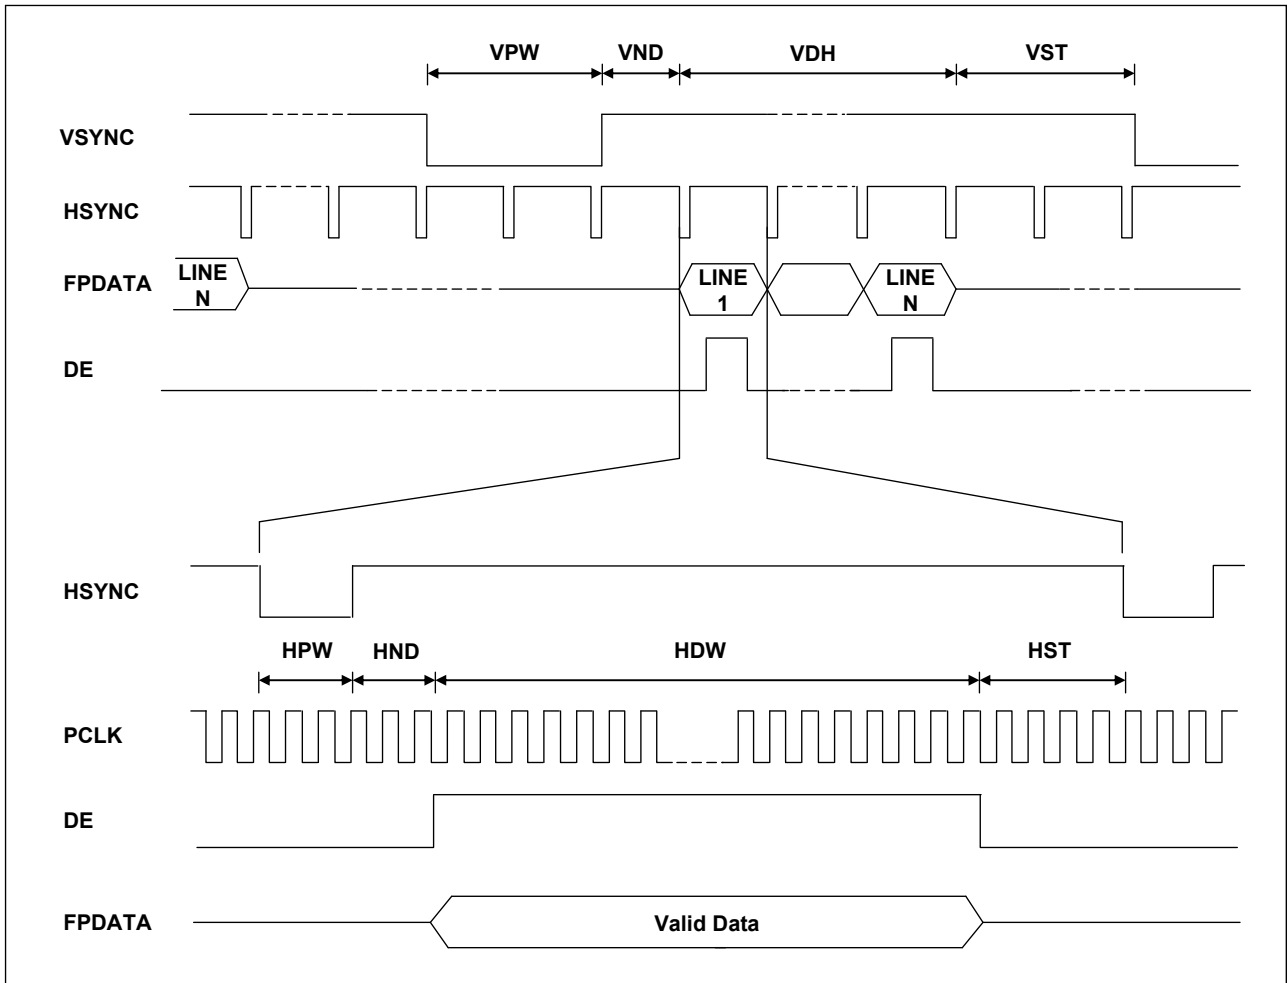 VPW VND VDH VST
VSYNC
HSYNC
FPDATA
LINE
N
LINE
1
LINE
N
DE
HSYNC
HPW HND HDW HST
PCLK
DE
FPDATA
Valid Data